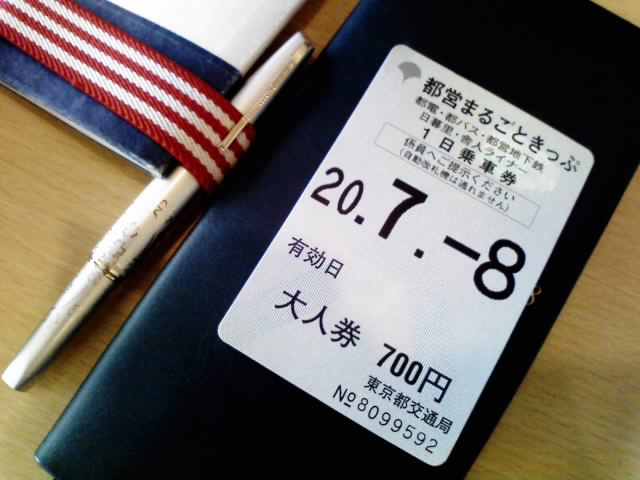 都営まるごときっぷ
都電・都バス・都営地下鉄
日暮里・舎人ライナー
1日乗車券
係員へご提示ください
(自動改札機は通れません)
20.7.-8
有効日
大人券 700円
東京都交通局
№8099592